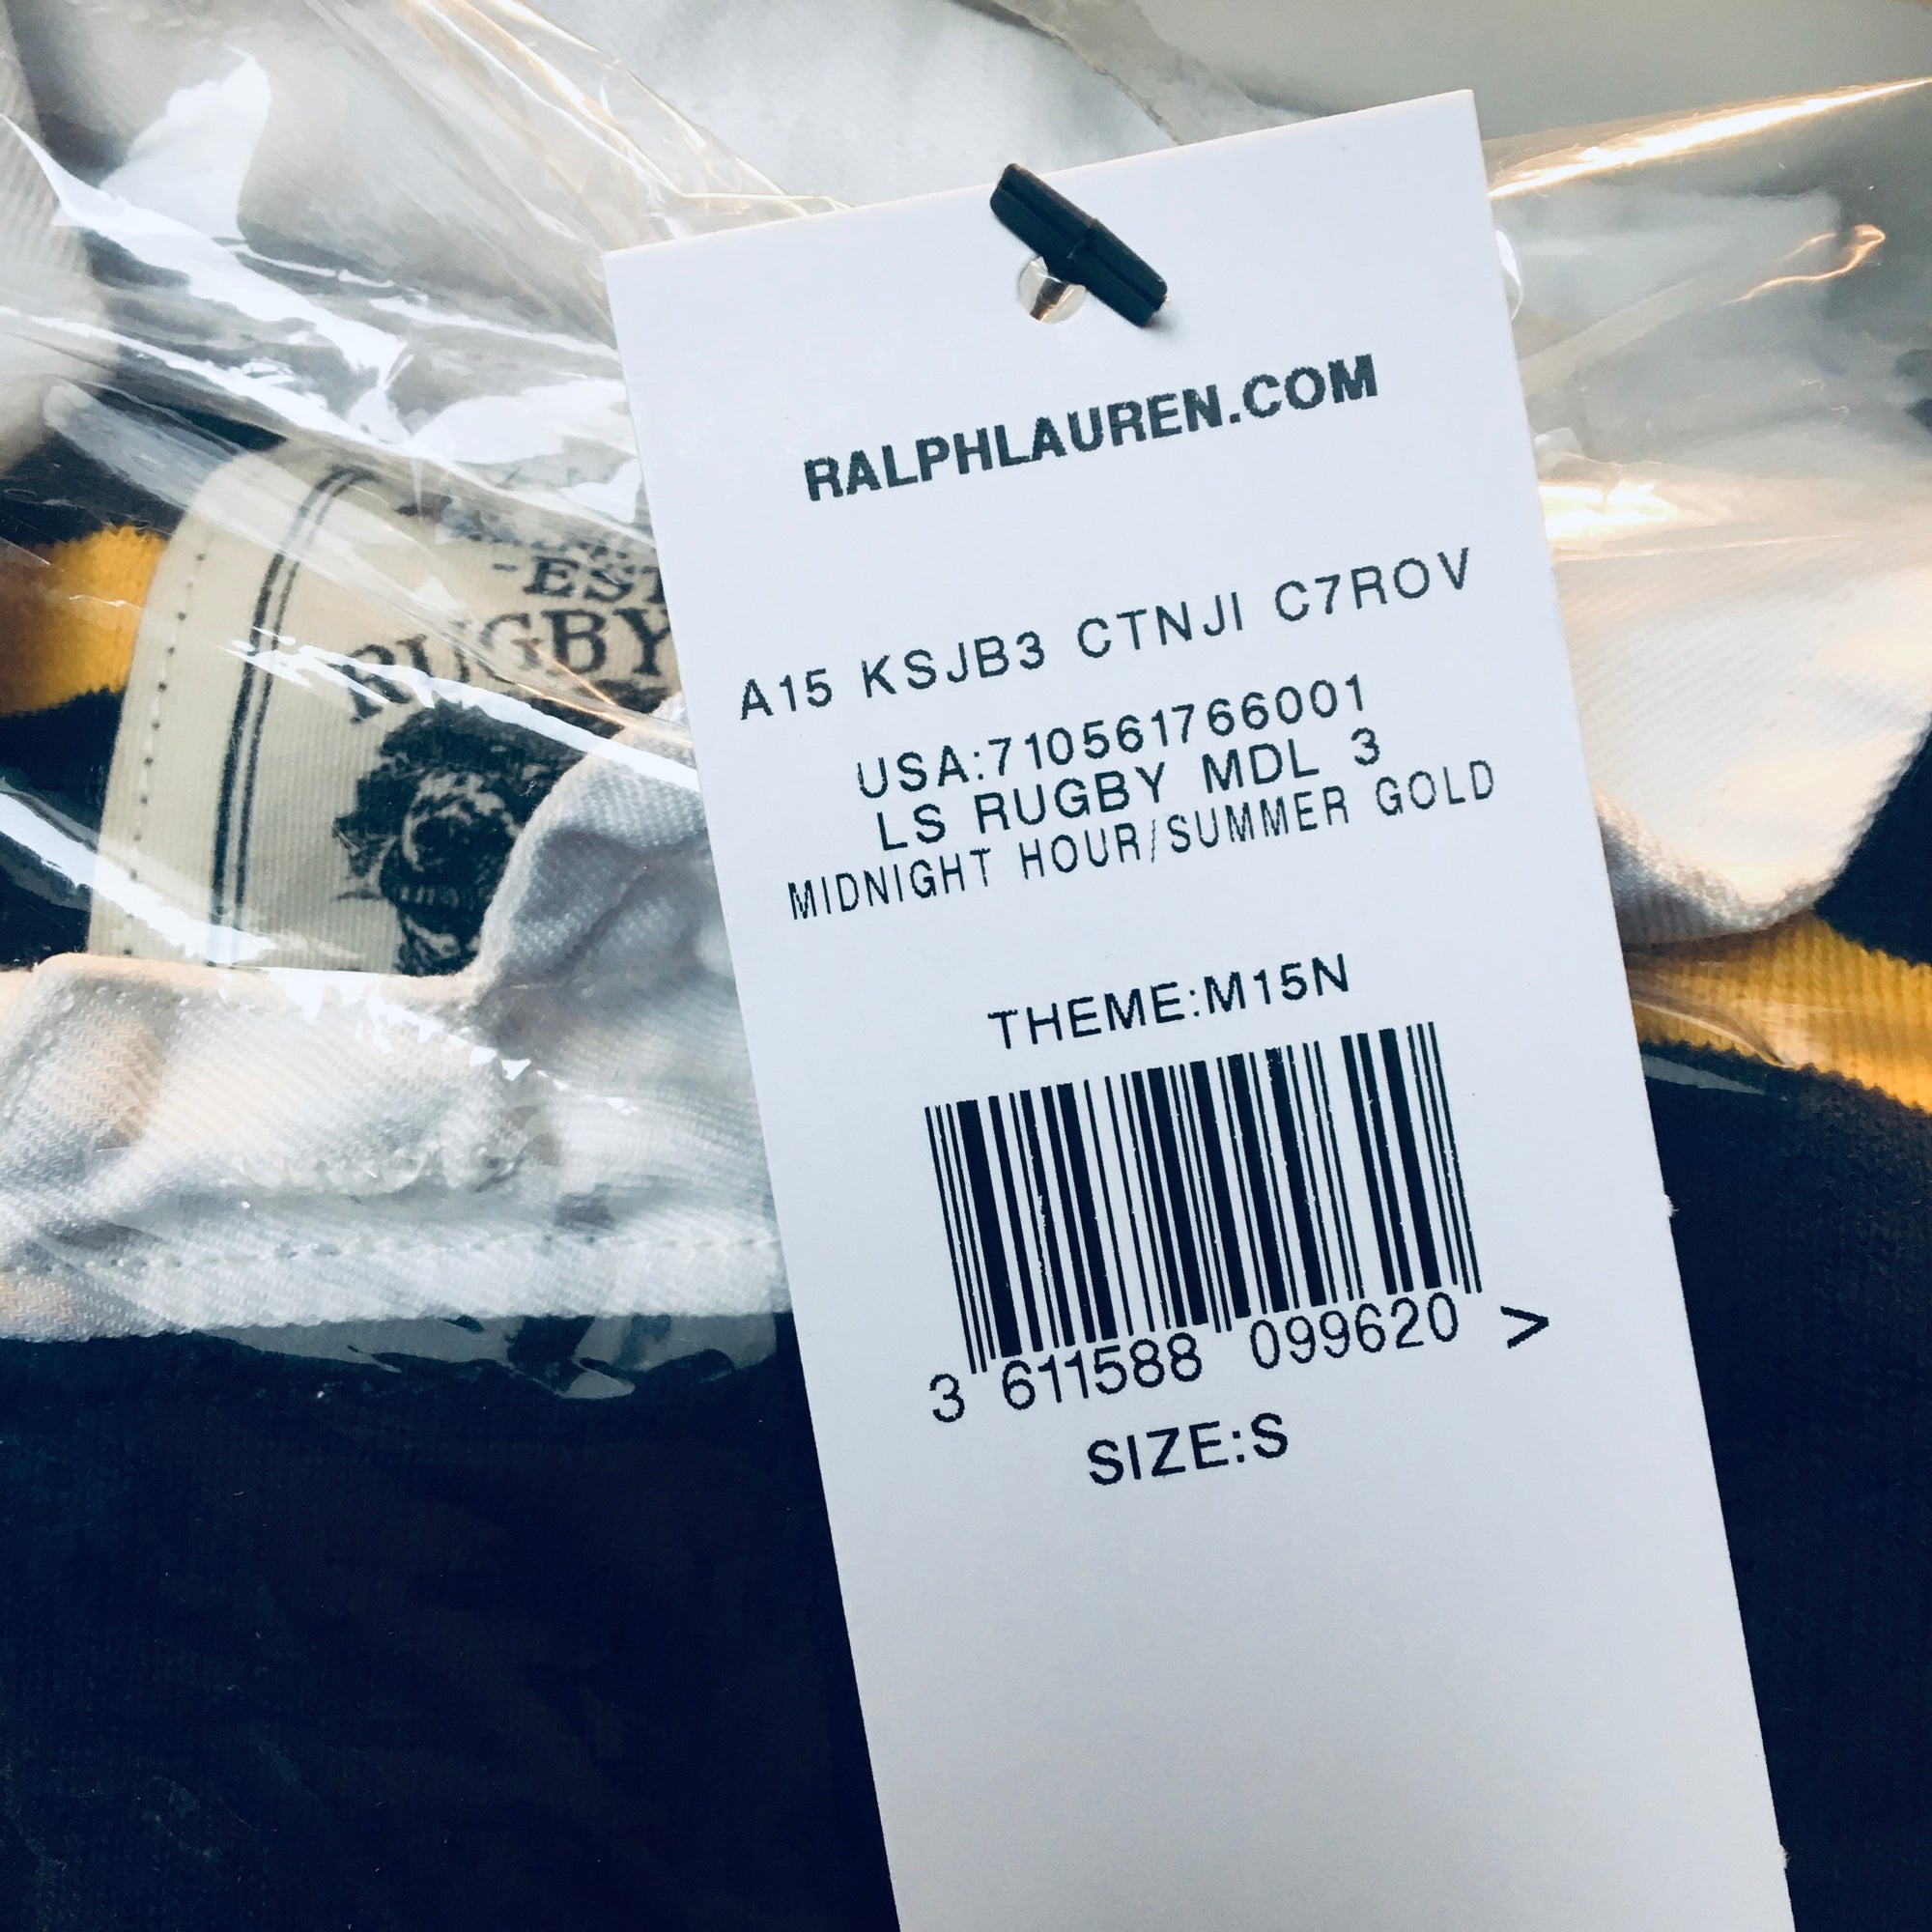 RALPHLAUREN.COM
A15 KSJB3 CTNJI C7ROV
USA:710561766001
LS RUGBY MDL 3
MIDNIGHT HOUR/SUMMER GOLD
THEME:M15N
3 611588 099620 >
SIZE:S
-EST
RUGBY